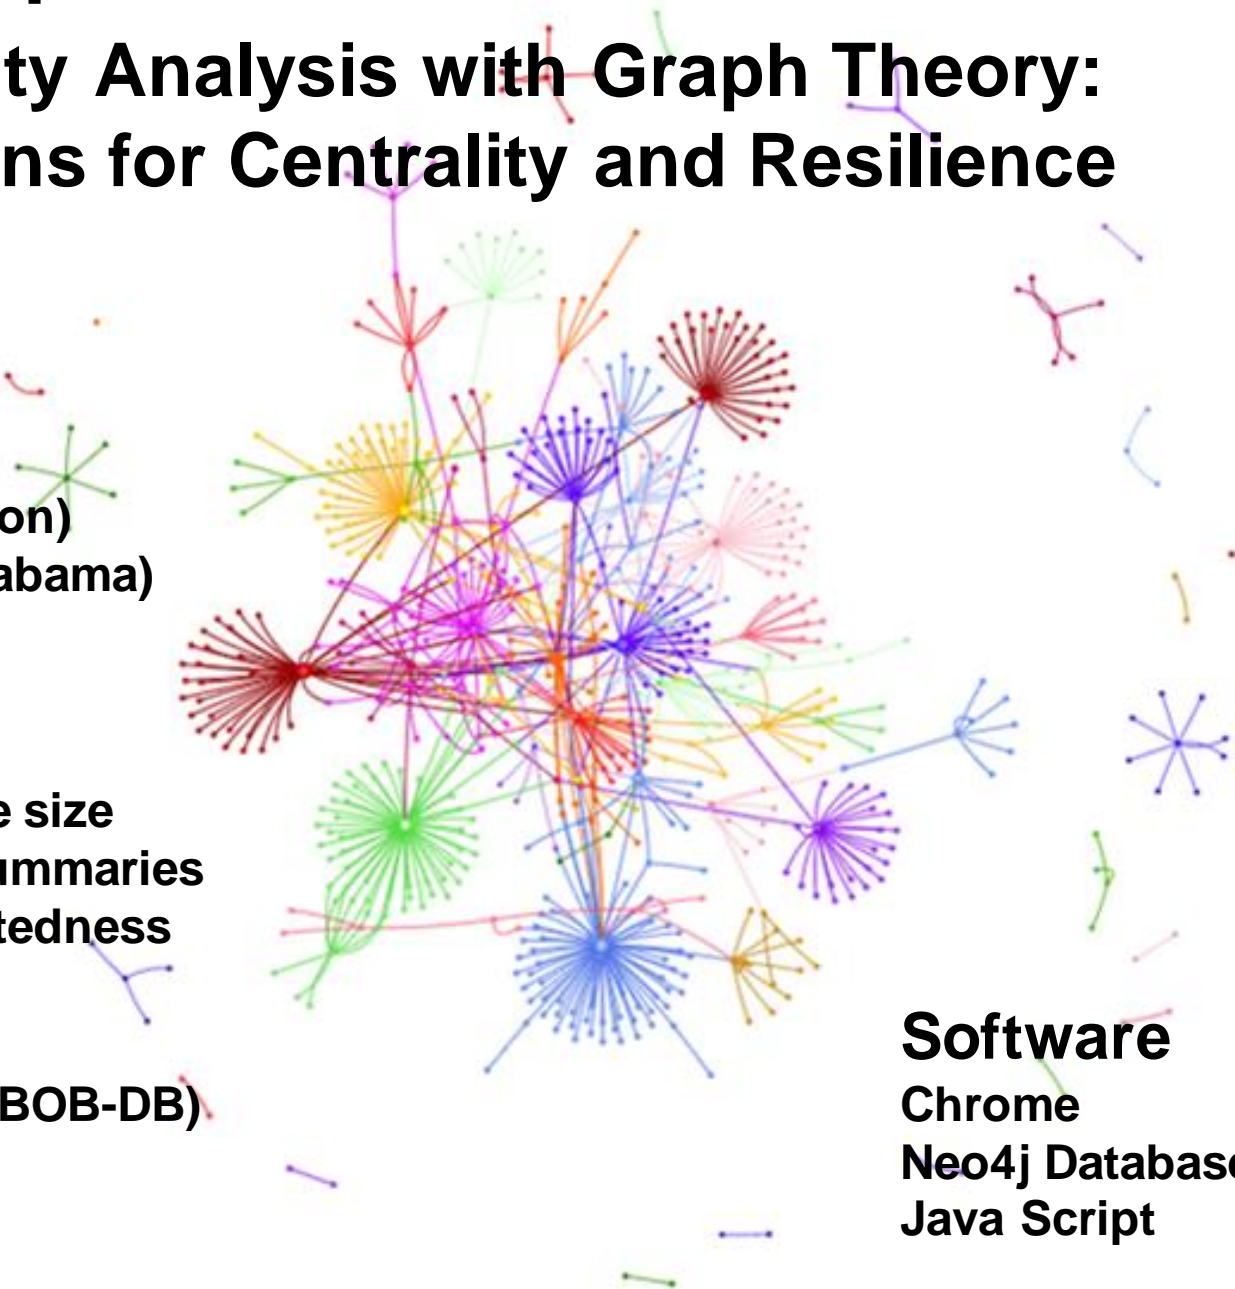 ty Analysis with Graph Theory:
ns for Centrality and Resilience
on)
abama)
e size
ummaries
tedness
BOB-DB)
Software
Chrome
Neo4j Database
Java Script